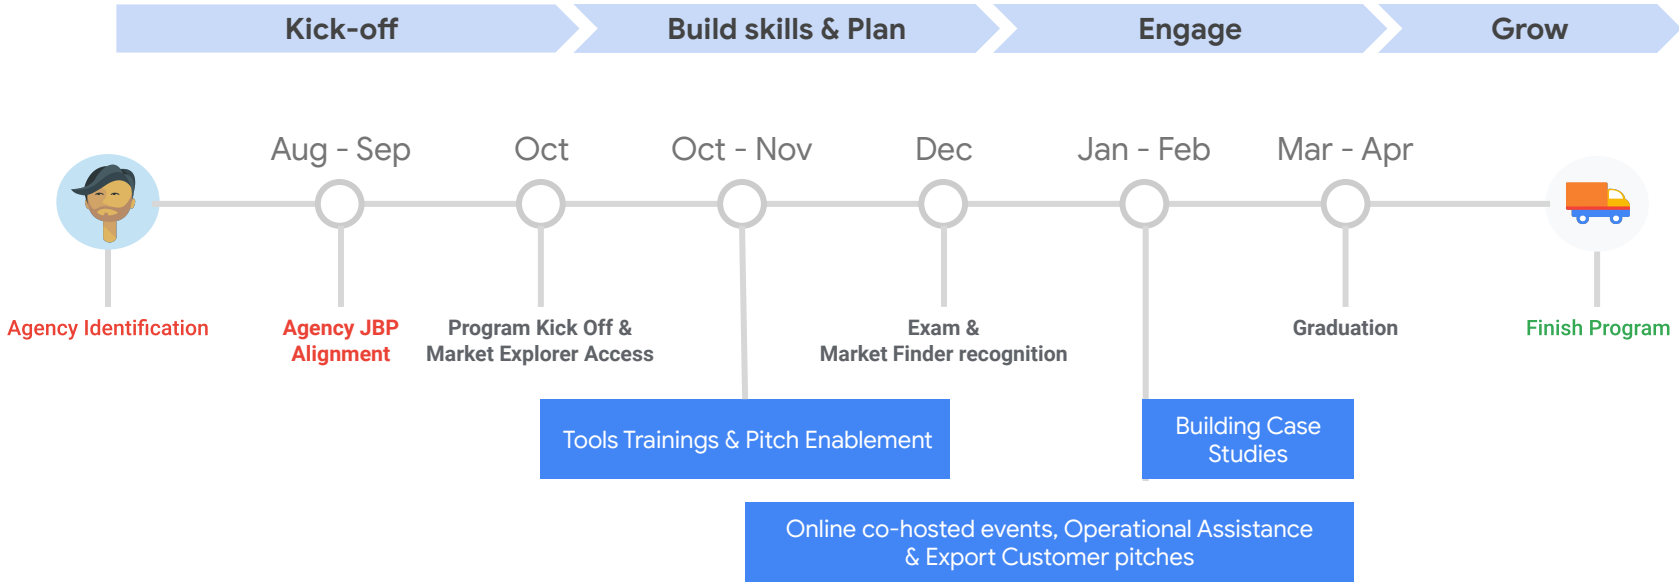 Kick-off
Build skills & Plan
Engage
Grow
Aug - Sep
Oct
Oct - Nov
Dec
Jan - Feb
Mar - Apr
Agency Identification
Agency JBP
Alignment
Program Kick Off &
Market Explorer Access
Exam &
Market Finder recognition
Graduation
Finish Program
Tools Trainings & Pitch Enablement
Building Case
Studies
Online co-hosted events, Operational Assistance
& Export Customer pitches